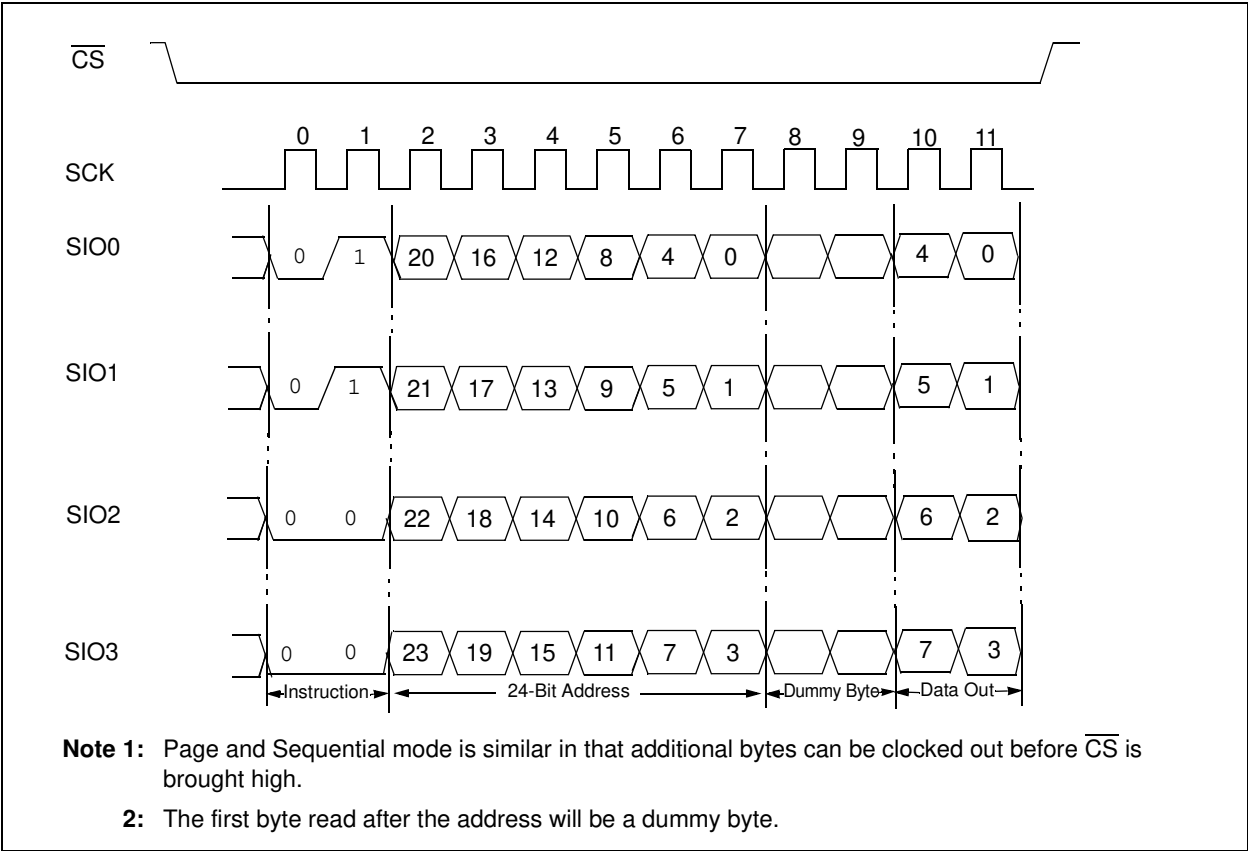 CS
0 1 2 3 4 5 6 7 8 9 10 11
SCK
SIO0 0 1 20 16 12 8 4 0 4 0
SIO1 0 1 21 17 13 9 5 1 5 1
SIO2 0 0 22 18 14 10 6 2 6 2
SIO3 0 0 23 19 15 11 7 3 7 3
Instruction 24-Bit Address Dummy Byte Data Out
Note 1: Page and Sequential mode is similar in that additional bytes can be clocked out before CS is
brought high.
2: The first byte read after the address will be a dummy byte.